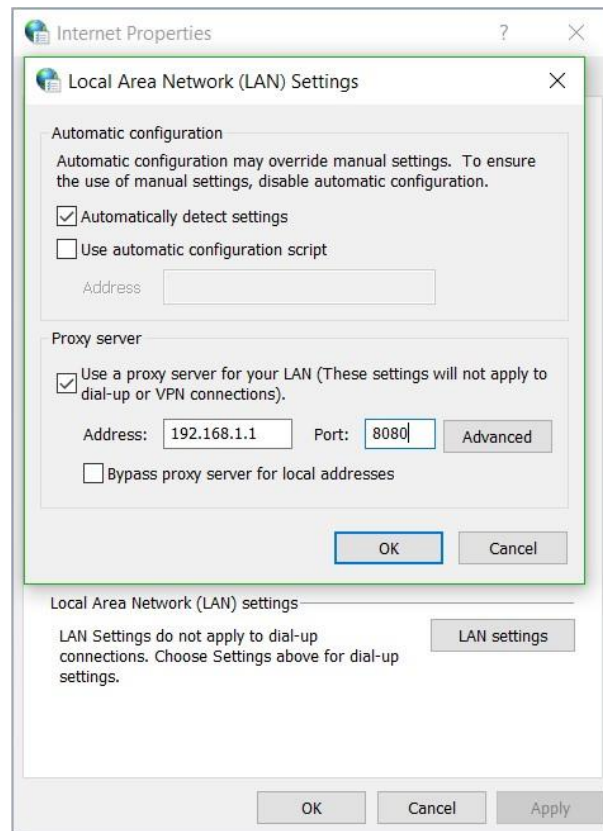 Internet Properties
?
Local Area Network (LAN) Settings
Automatic configuration
Automatic configuration may override manual settings. To ensure
the use of manual settings, disable automatic configuration.
Automatically detect settings
Use automatic configuration script
Address
Proxy server
Use a proxy server for your LAN (These settings will not apply to
dial-up or VPN connections).
Address: 192.168.1.1 Port: 8080 Advanced
Bypass proxy server for local addresses
OK Cancel
Local Area Network (LAN) settings
LAN Settings do not apply to dial-up
connections. Choose Settings above for dial-up
settings.
LAN settings
OK Cancel Apply